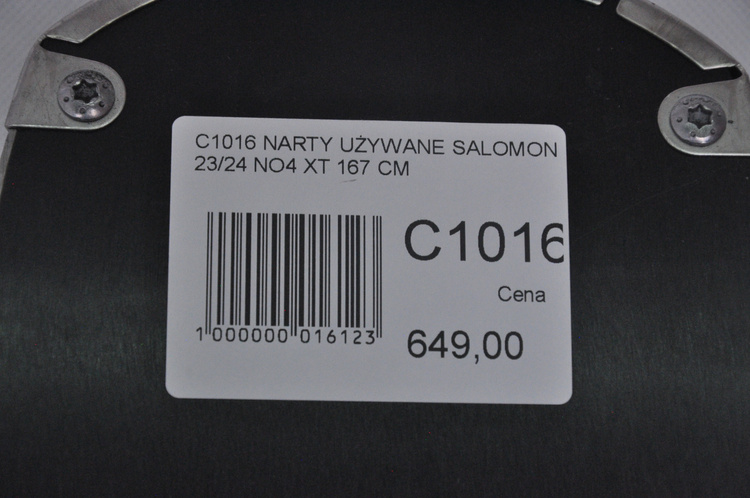 C1016 NARTY UŻYWANE SALOMON
23/24 NO4 XT 167 CM
C1016
Cena
1 000000 016123
649,00